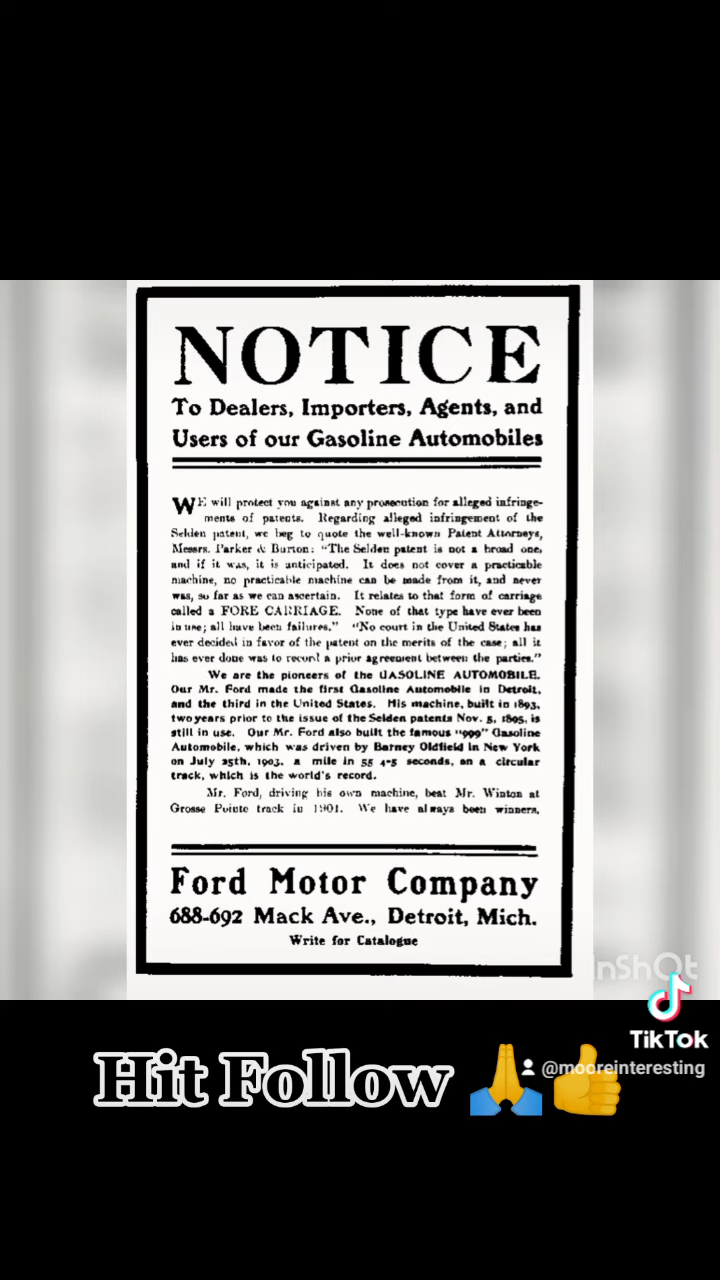 NOTICE
To Dealers, Importers, Agents, and
Users of our Gasoline Automobiles
WE will protect you against any prosecution for alleged infringe-
ments of patents. Regarding alleged infringement of the
Selden patent, we beg to quote the well-known Patent Attorneys,
Messrs. Parker & Burton: "The Selden patent is not a broad one,
and if it was, it is anticipated. It does not cover a practicable
machine, no practicable machine can be made from it, and never
was, so far as we can ascertain. It relates to that form of carriage
called a FORE CARRIAGE. None of that type have ever been
in use; all have been failures." "No court in the United States has
ever decided in favor of the patent on the merits of the case; all it
has ever done was to record a prior agreement between the parties."
We are the pioneers of the GASOLINE AUTOMOBILE.
Our Mr. Ford made the first Gasoline Automobile in Detroit,
and the third in the United States. His machine, built in 1893,
two years prior to the issue of the Selden patents Nov. 5, 1895, is
still in use. Our Mr. Ford also built the famous "999" Gasoline
Automobile, which was driven by Barney Oldfield in New York
on July 25th, 1903, a mile in 55 4-5 seconds, on a circular
track, which is the world's record.
Mr. Ford, driving his own machine, beat Mr. Winton at
Grosse Pointe track in 1901. We have always been winners.
Ford Motor Company
688-692 Mack Ave., Detroit, Mich.
Write for Catalogue
InShOt
TikTok
@mooreinteresting
Hit Follow